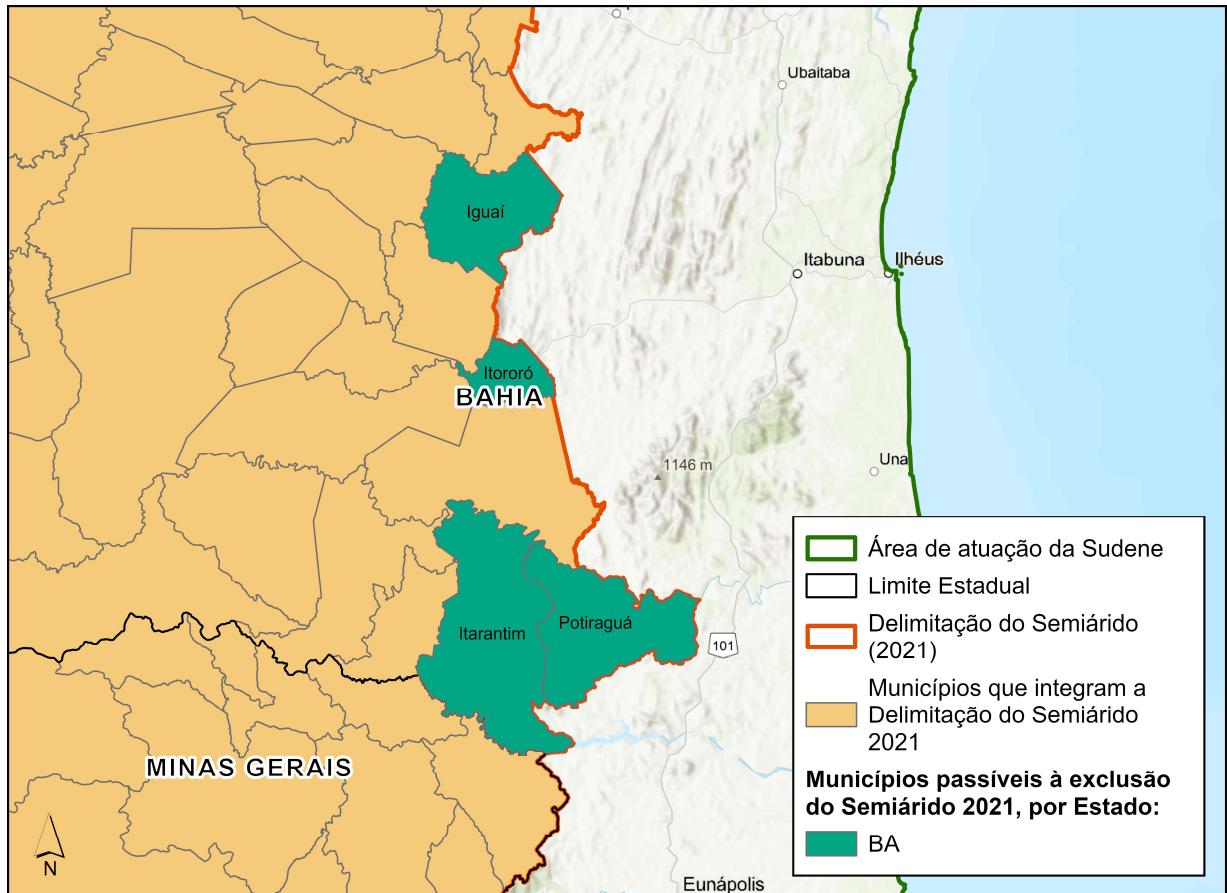 Ubaitaba
Iguaí
Itabuna
Ilhéus
Itororó
BAHIA
1146 m
Una
Itarantim
Potiraguá
101
MINAS GERAIS
N
Eunápolis
Área de atuação da Sudene
Limite Estadual
Delimitação do Semiárido
(2021)
Municípios que integram a
Delimitação do Semiárido
2021
Municípios passíveis à exclusão
do Semiárido 2021, por Estado:
BA